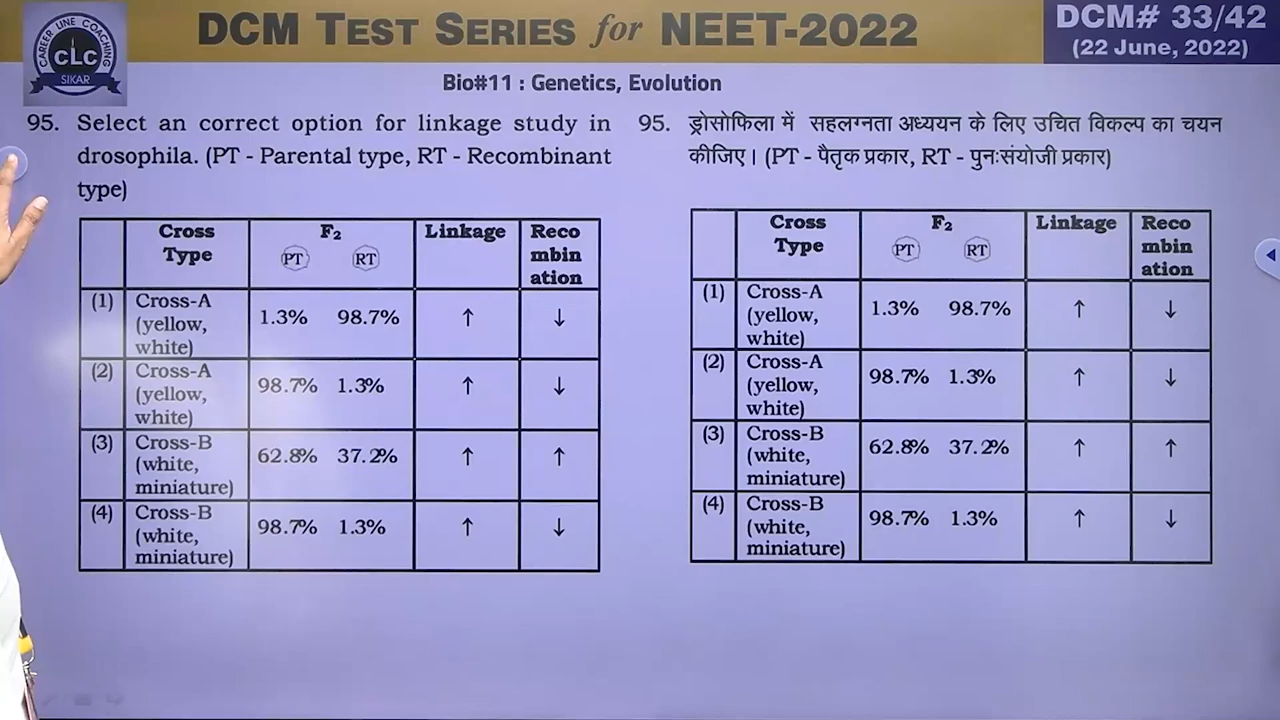 DCM TEST SERIES for NEET-2022
DCM# 33/42
(22 June, 2022)
CAREER LINE COACHING
CLC
SIKAR
Bio#11 : Genetics, Evolution
95. Select an correct option for linkage study in
drosophila. (PT - Parental type, RT - Recombinant
type)
Cross Type F₂ PT RT Linkage Reco mbin ation
(1) Cross-A (yellow, white) 1.3% 98.7% ↑ ↓
(2) Cross-A (yellow, white) 98.7% 1.3% ↑ ↓
(3) Cross-B (white, miniature) 62.8% 37.2% ↑ ↑
(4) Cross-B (white, miniature) 98.7% 1.3% ↑ ↓
95. ड्रोसोफिला में सहलग्नता अध्ययन के लिए उचित विकल्प का चयन
कीजिए। (PT - पैतृक प्रकार, RT - पुनःसंयोजी प्रकार)
Cross Type F₂ PT RT Linkage Reco mbin ation
(1) Cross-A (yellow, white) 1.3% 98.7% ↑ ↓
(2) Cross-A (yellow, white) 98.7% 1.3% ↑ ↓
(3) Cross-B (white, miniature) 62.8% 37.2% ↑ ↑
(4) Cross-B (white, miniature) 98.7% 1.3% ↑ ↓